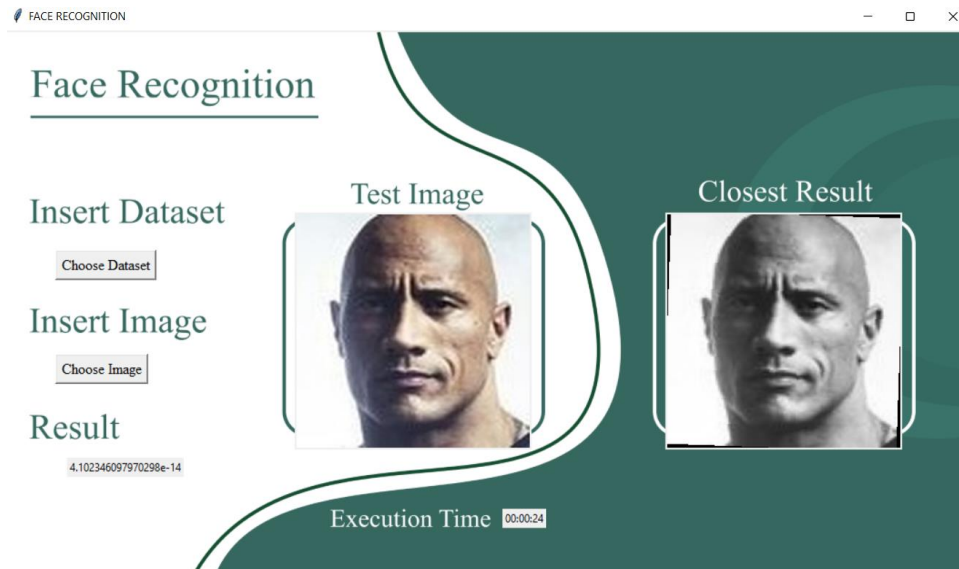 FACE RECOGNITION
Face Recognition
Insert Dataset
Choose Dataset
Insert Image
Choose Image
Result
4.102346097970298e-14
Test Image
Closest Result
Execution Time 00:00:24